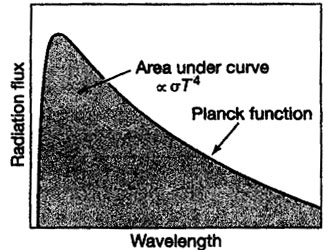 Radiation flux
Area under curve
∝ σT⁴
Planck function
Wavelength